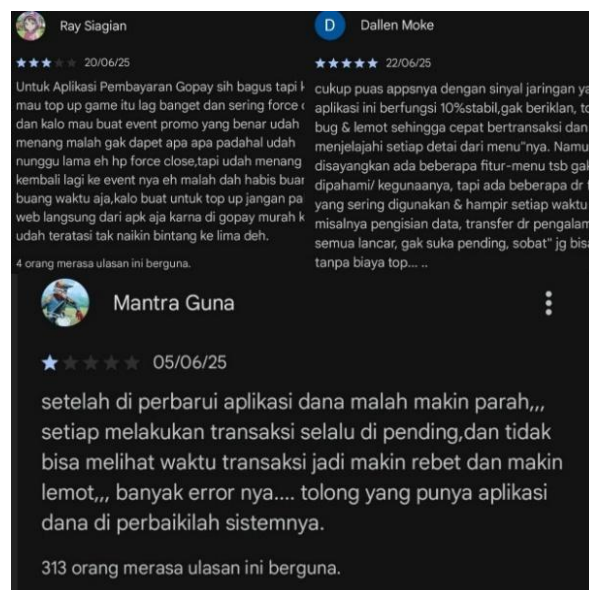 Ray Siagian
20/06/25
Untuk Aplikasi Pembayaran Gopay sih bagus tapi
mau top up game itu lag banget dan sering force
dan kalo mau buat event promo yang benar udah
menang malah gak dapet apa apa padahal udah
nunggu lama eh hp force close,tapi udah menang
kembali lagi ke event nya eh malah dah habis
buang waktu aja,kalo buat untuk top up jangan
web langsung dari apk aja karna di gopay murah
udah teratasi tak naikin bintang ke lima deh.
4 orang merasa ulasan ini berguna.
D
Dallen Moke
22/06/25
cukup puas appsnya dengan sinyal jaringan
aplikasi ini berfungsi 10%stabil,gak beriklan,
bug & lemot sehingga cepat bertransaksi dan
menjelajahi setiap detai dari menu"nya.
disayangkan ada beberapa fitur-menu tsb
dipahami/ kegunaanya, tapi ada beberapa dr
yang sering digunakan & hampir setiap waktu
misalnya pengisian data, transfer dr
semua lancar, gak suka pending, sobat" jg
tanpa biaya top... ..
Mantra Guna
05/06/25
setelah di perbarui aplikasi dana malah makin parah,,,
setiap melakukan transaksi selalu di pending,dan tidak
bisa melihat waktu transaksi jadi makin rebet dan makin
lemot,,, banyak error nya.... tolong yang punya aplikasi
dana di perbaikilah sistemnya.
313 orang merasa ulasan ini berguna.